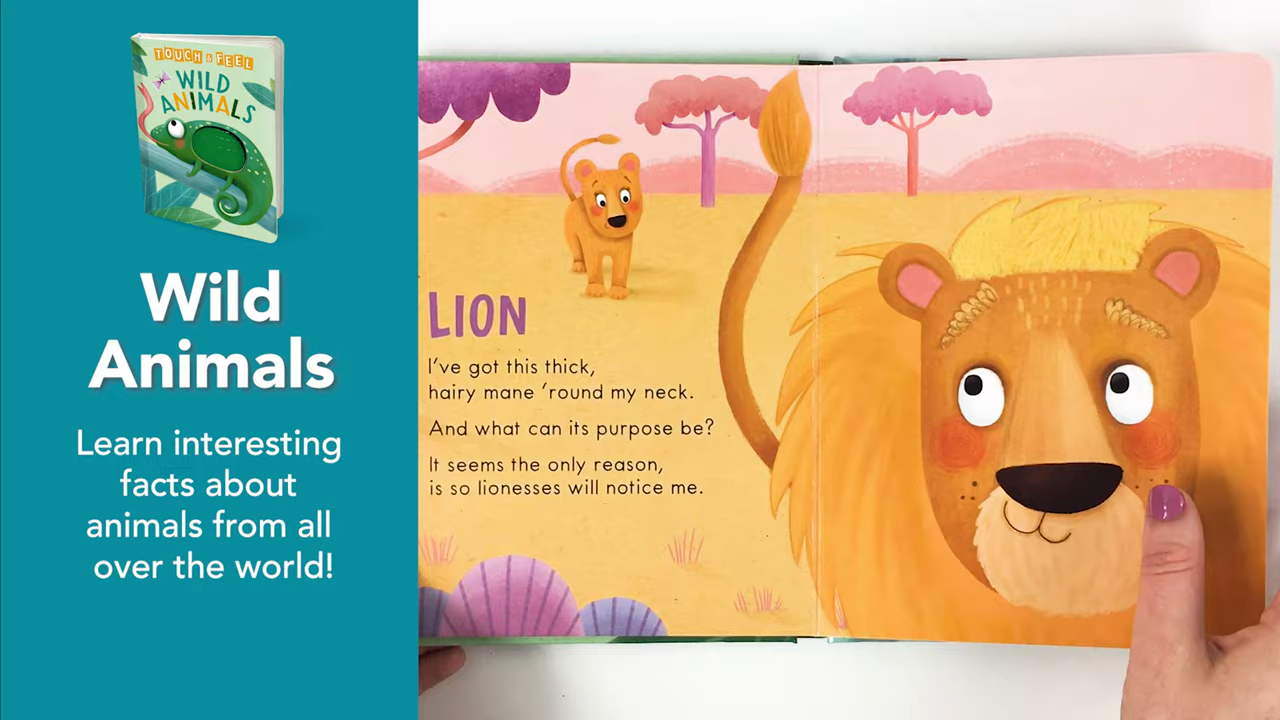 TOUCH & FEEL
WILD
ANIMALS
Wild
Animals
Learn interesting
facts about
animals from all
over the world!
LION
I've got this thick,
hairy mane 'round my neck.
And what can its purpose be?
It seems the only reason,
is so lionesses will notice me.